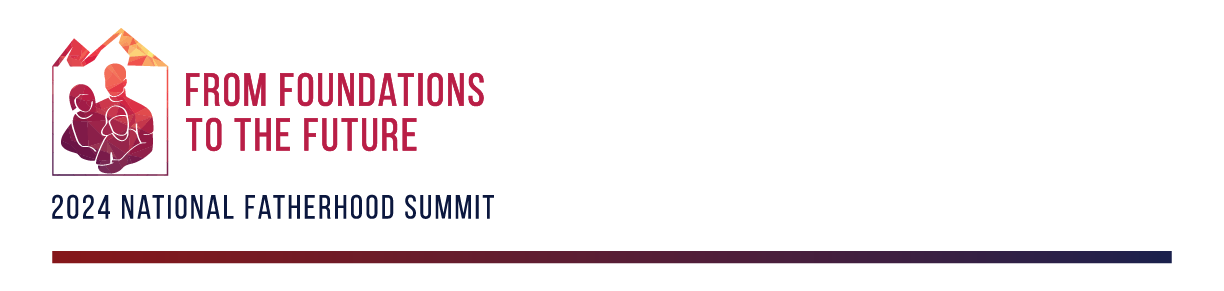 FROM FOUNDATIONS
TO THE FUTURE
2024 NATIONAL FATHERHOOD SUMMIT